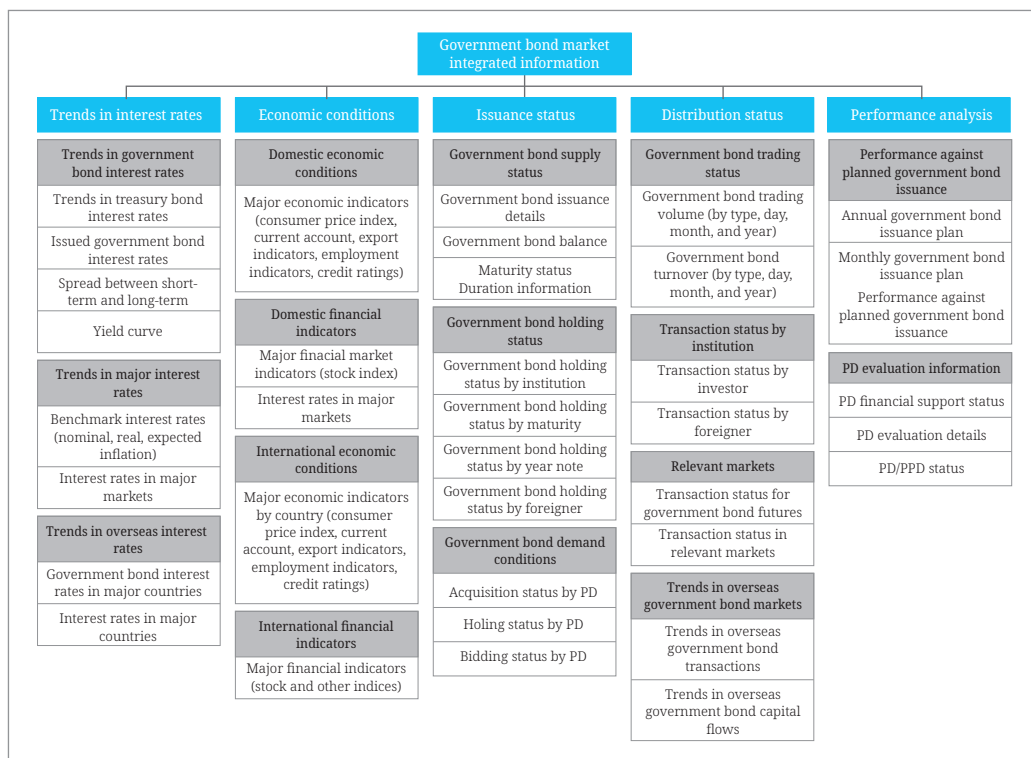 Government bond market
integrated information
Trends in interest rates
Trends in government
bond interest rates
Trends in treasury bond
interest rates
Issued government bond
interest rates
Spread between short-
term and long-term
Yield curve
Trends in major interest
rates
Benchmark interest rates
(nominal, real, expected
inflation)
Interest rates in major
markets
Trends in overseas interest
rates
Government bond interest
rates in major countries
Interest rates in major
countries
Economic conditions
Domestic economic
conditions
Major economic indicators
(consumer price index,
current account, export
indicators, employment
indicators, credit ratings)
Domestic financial
indicators
Major finacial market
indicators (stock index)
Interest rates in major
markets
International economic
conditions
Major economic indicators
by country (consumer
price index, current
account, export indicators,
employment indicators,
credit ratings)
International financial
indicators
Major financial indicators
(stock and other indices)
Issuance status
Government bond supply
status
Government bond issuance
details
Government bond balance
Maturity status
Duration information
Government bond holding
status
Government bond holding
status by institution
Government bond holding
status by maturity
Government bond holding
status by year note
Government bond holding
status by foreigner
Government bond demand
conditions
Acquisition status by PD
Holing status by PD
Bidding status by PD
Distribution status
Government bond trading
status
Government bond trading
volume (by type, day,
month, and year)
Government bond
turnover (by type, day,
month, and year)
Transaction status by
institution
Transaction status by
investor
Transaction status by
foreigner
Relevant markets
Transaction status for
government bond futures
Transaction status in
relevant markets
Trends in overseas
government bond markets
Trends in overseas
government bond
transactions
Trends in overseas
government bond capital
flows
Performance analysis
Performance against
planned government bond
issuance
Annual government bond
issuance plan
Monthly government bond
issuance plan
Performance against
planned government bond
issuance
PD evaluation information
PD financial support status
PD evaluation details
PD/PPD status